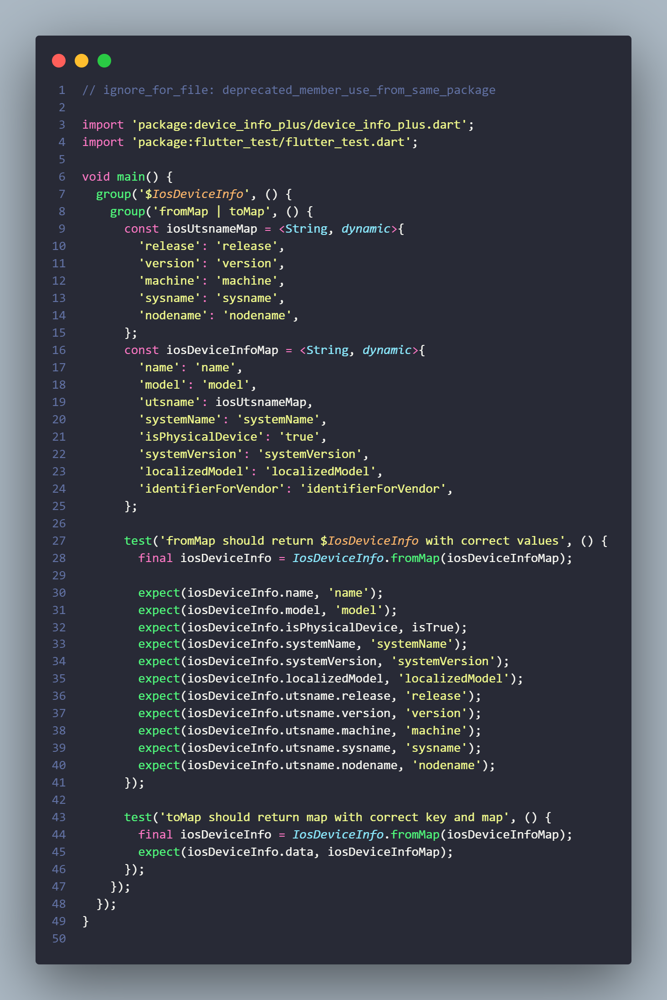 1 // ignore_for_file: deprecated_member_use_from_same_package
2
3 import 'package:device_info_plus/device_info_plus.dart';
4 import 'package:flutter_test/flutter_test.dart';
5
6 void main() {
7   group('$IosDeviceInfo', () {
8     group('fromMap | toMap', () {
9       const iosUtsnameMap = <String, dynamic>{
10         'release': 'release',
11         'version': 'version',
12         'machine': 'machine',
13         'sysname': 'sysname',
14         'nodename': 'nodename',
15       };
16       const iosDeviceInfoMap = <String, dynamic>{
17         'name': 'name',
18         'model': 'model',
19         'utsname': iosUtsnameMap,
20         'systemName': 'systemName',
21         'isPhysicalDevice': 'true',
22         'systemVersion': 'systemVersion',
23         'localizedModel': 'localizedModel',
24         'identifierForVendor': 'identifierForVendor',
25       };
26
27       test('fromMap should return $IosDeviceInfo with correct values', () {
28         final iosDeviceInfo = IosDeviceInfo.fromMap(iosDeviceInfoMap);
29
30         expect(iosDeviceInfo.name, 'name');
31         expect(iosDeviceInfo.model, 'model');
32         expect(iosDeviceInfo.isPhysicalDevice, isTrue);
33         expect(iosDeviceInfo.systemName, 'systemName');
34         expect(iosDeviceInfo.systemVersion, 'systemVersion');
35         expect(iosDeviceInfo.localizedModel, 'localizedModel');
36         expect(iosDeviceInfo.utsname.release, 'release');
37         expect(iosDeviceInfo.utsname.version, 'version');
38         expect(iosDeviceInfo.utsname.machine, 'machine');
39         expect(iosDeviceInfo.utsname.sysname, 'sysname');
40         expect(iosDeviceInfo.utsname.nodename, 'nodename');
41       });
42
43       test('toMap should return map with correct key and map', () {
44         final iosDeviceInfo = IosDeviceInfo.fromMap(iosDeviceInfoMap);
45         expect(iosDeviceInfo.data, iosDeviceInfoMap);
46       });
47     });
48   });
49 }
50